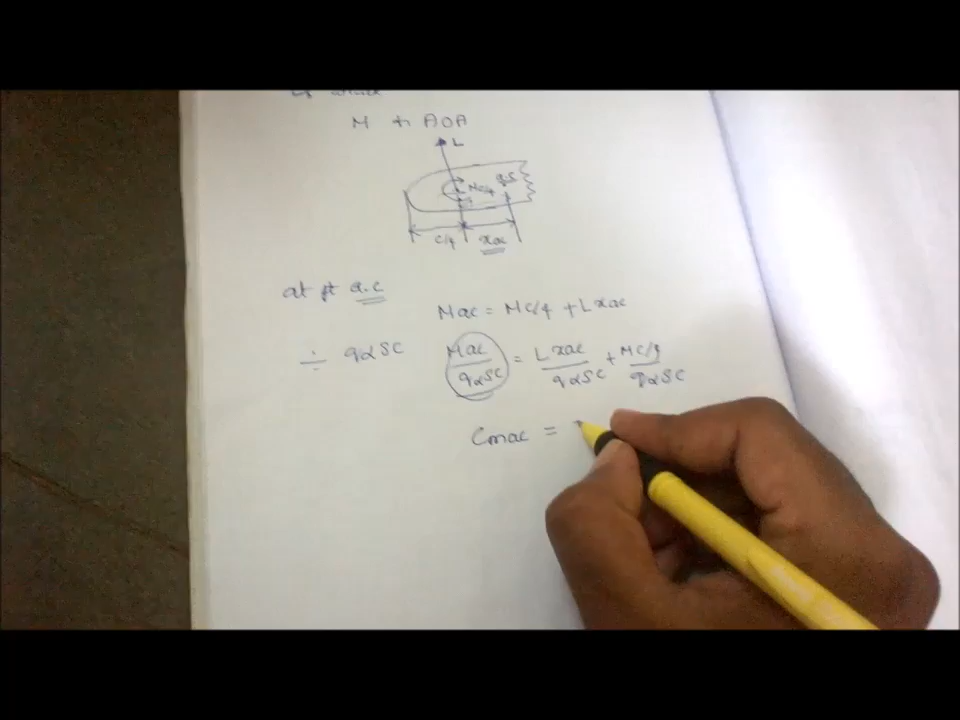 M
AOA
L
Mc/4 a.c
c/4 xac
at pt a.c
Mac = Mc/4 + L xac
÷ q∝ SC Mac/q∝SC = L xac/q∝SC + Mc/4/q∝SC
Cmac =